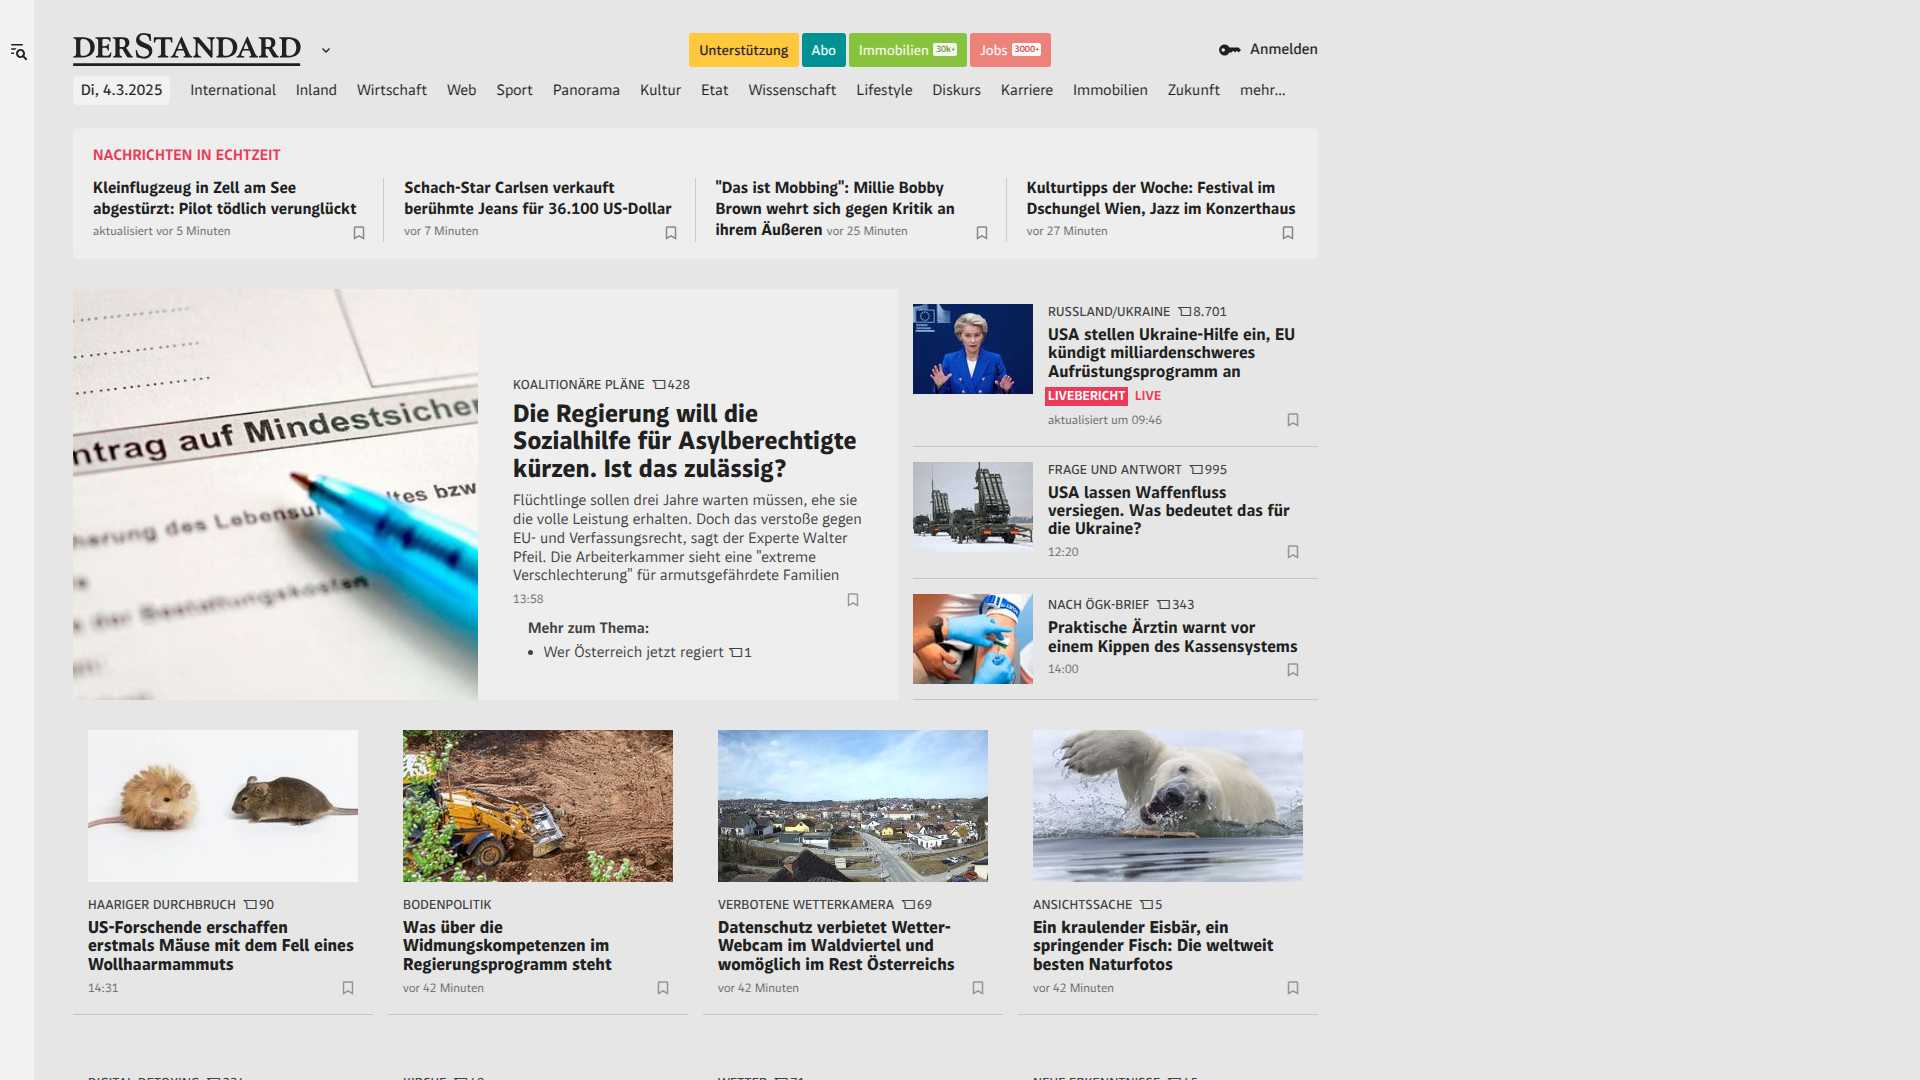 DERSTANDARD
Unterstützung
Abo
Immobilien 30k+
Jobs 3000+
Anmelden
Di, 4.3.2025
International
Inland
Wirtschaft
Web
Sport
Panorama
Kultur
Etat
Wissenschaft
Lifestyle
Diskurs
Karriere
Immobilien
Zukunft
mehr...
NACHRICHTEN IN ECHTZEIT
Kleinflugzeug in Zell am See
abgestürzt: Pilot tödlich verunglückt
aktualisiert vor 5 Minuten
Schach-Star Carlsen verkauft
berühmte Jeans für 36.100 US-Dollar
vor 7 Minuten
"Das ist Mobbing": Millie Bobby
Brown wehrt sich gegen Kritik an
ihrem Äußeren vor 25 Minuten
Kulturtipps der Woche: Festival im
Dschungel Wien, Jazz im Konzerthaus
vor 27 Minuten
ntrag auf Mindestsicher
KOALITIONÄRE PLÄNE 428
Die Regierung will die
Sozialhilfe für Asylberechtigte
kürzen. Ist das zulässig?
Flüchtlinge sollen drei Jahre warten müssen, ehe sie
die volle Leistung erhalten. Doch das verstoße gegen
EU- und Verfassungsrecht, sagt der Experte Walter
Pfeil. Die Arbeiterkammer sieht eine "extreme
Verschlechterung" für armutsgefährdete Familien
13:58
Mehr zum Thema:
• Wer Österreich jetzt regiert 1
RUSSLAND/UKRAINE 8.701
USA stellen Ukraine-Hilfe ein, EU
kündigt milliardenschweres
Aufrüstungsprogramm an
LIVEBERICHT LIVE
aktualisiert um 09:46
FRAGE UND ANTWORT 995
USA lassen Waffenfluss
versiegen. Was bedeutet das für
die Ukraine?
12:20
NACH ÖGK-BRIEF 343
Praktische Ärztin warnt vor
einem Kippen des Kassensystems
14:00
HAARIGER DURCHBRUCH 90
US-Forschende erschaffen
erstmals Mäuse mit dem Fell eines
Wollhaarmammuts
14:31
BODENPOLITIK
Was über die
Widmungskompetenzen im
Regierungsprogramm steht
vor 42 Minuten
VERBOTENE WETTERKAMERA 69
Datenschutz verbietet Wetter-
Webcam im Waldviertel und
womöglich im Rest Österreichs
vor 42 Minuten
ANSICHTSSACHE 5
Ein kraulender Eisbär, ein
springender Fisch: Die weltweit
besten Naturfotos
vor 42 Minuten